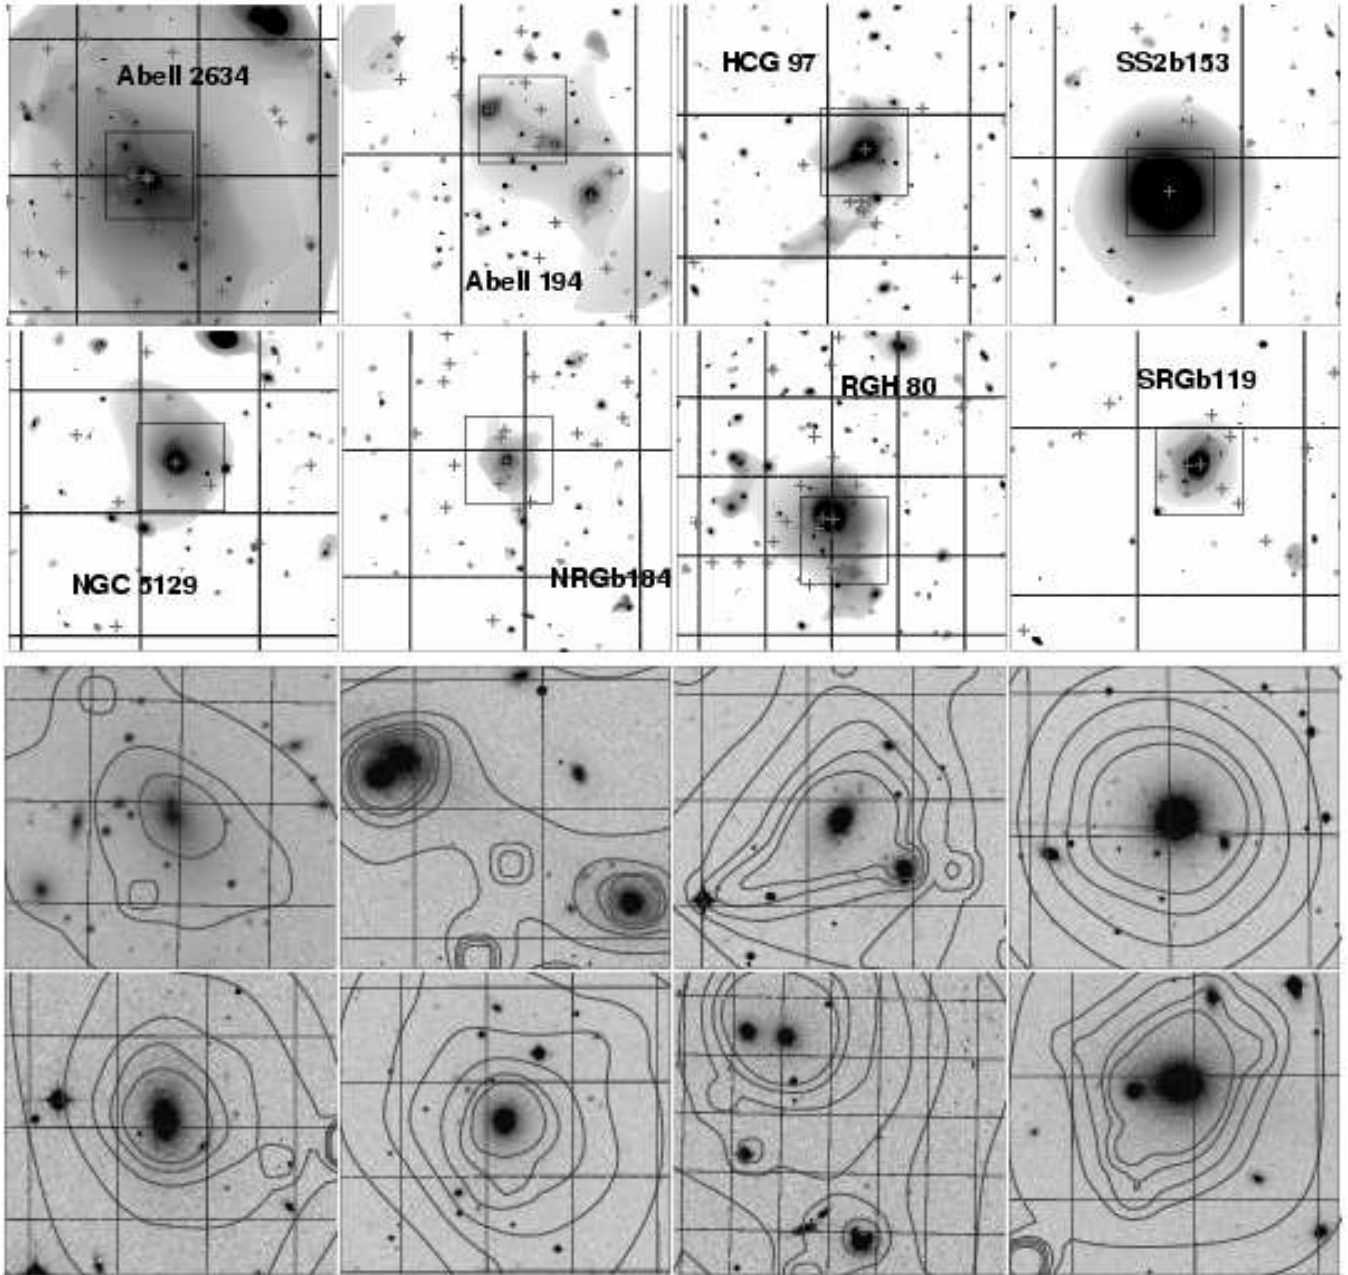 Abell 2634
Abell 194
HCG 97
SS2b153
NGC 5129
NRGb184
RGH 80
SRGb119